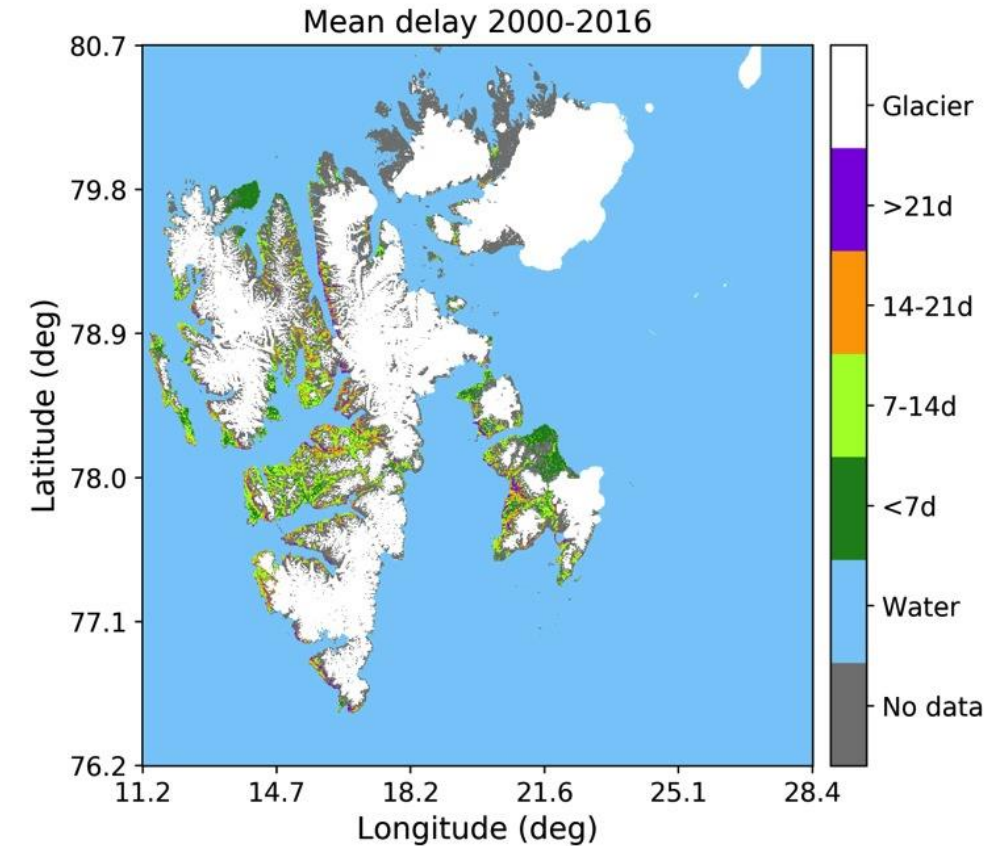 Mean delay 2000-2016
80.7
79.8
78.9
78.0
77.1
76.2
Latitude (deg)
11.2 14.7 18.2 21.6 25.1 28.4
Longitude (deg)
Glacier
>21d
14-21d
7-14d
<7d
Water
No data